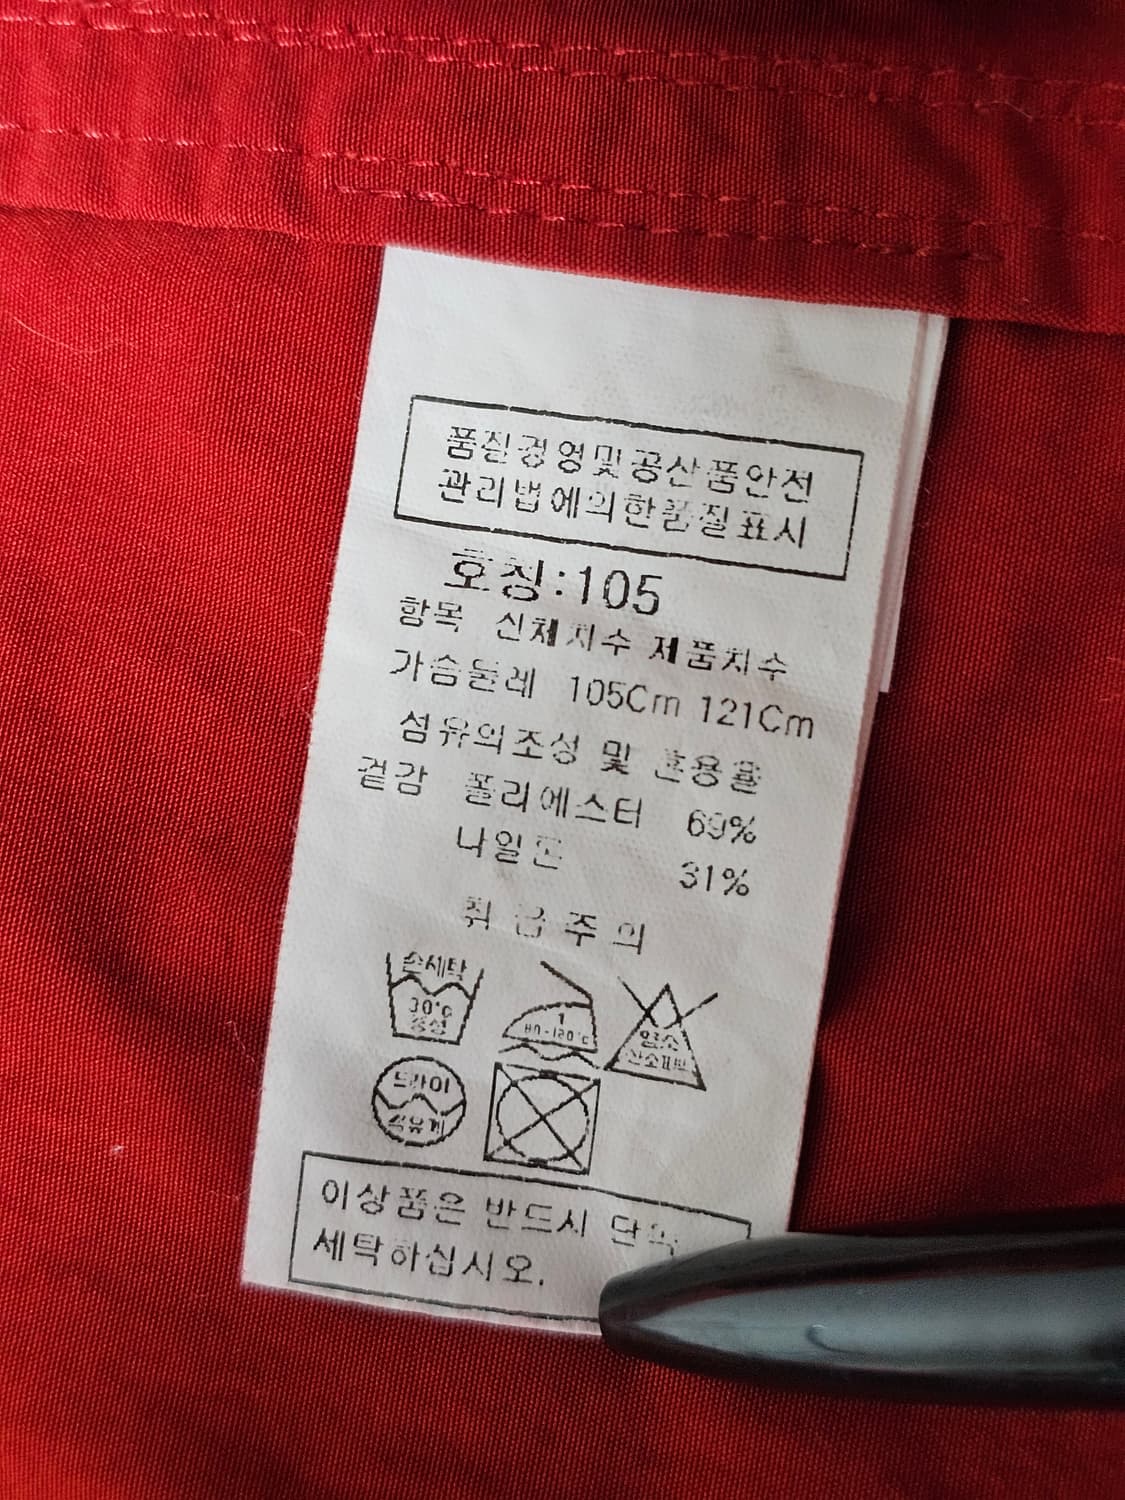 품질경영및공산품안전
관리법에의한품질표시
호칭:105
항목 신체치수 제품치수
가슴둘레 105Cm 121Cm
섬유의조성 및 혼용율
겉감 폴리에스터 69%
나일론 31%
취급주의
손세탁
30°C
중성
1
80-120°C
염소
산소표백
드라이
석유계
이상품은 반드시 단독
세탁하십시오.